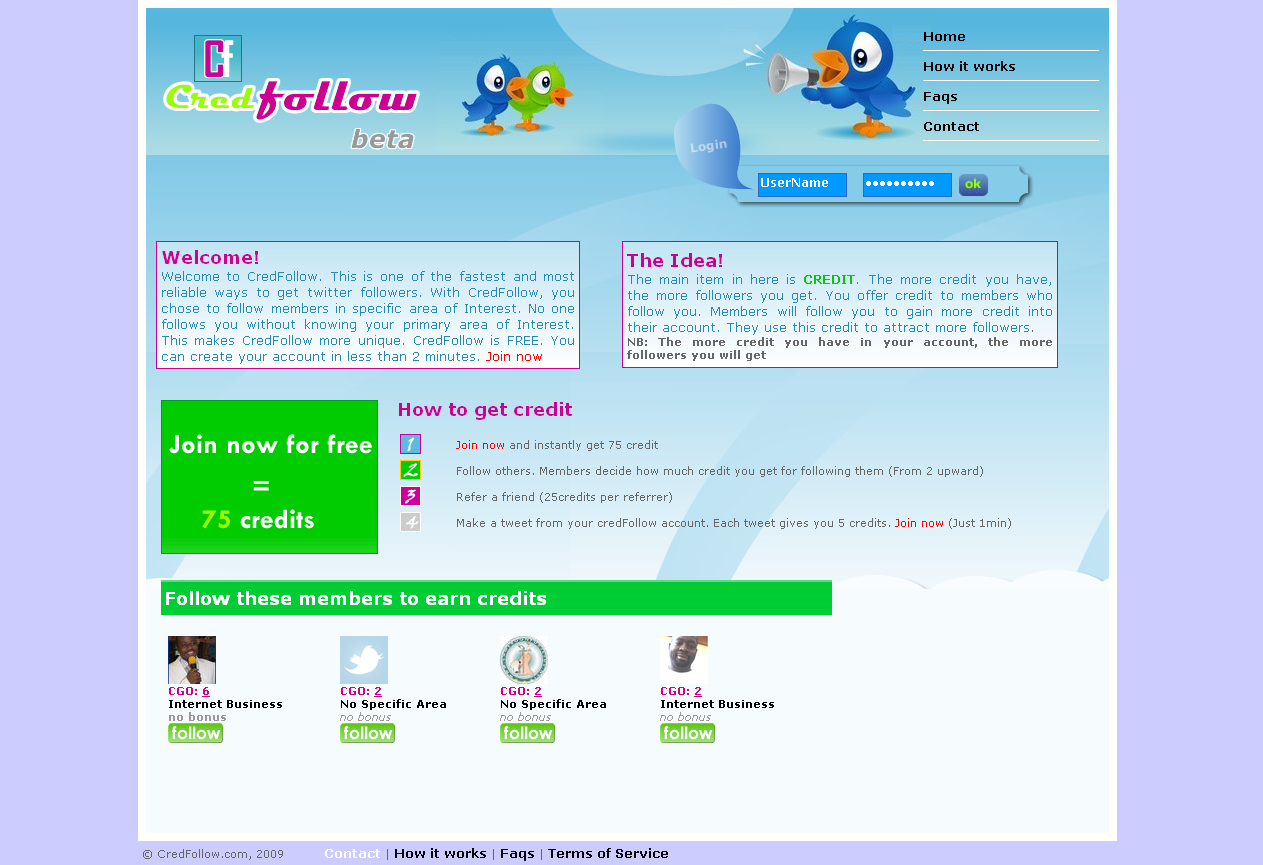 Cf
Credfollow
beta
Home
How it works
Faqs
Contact
Login
UserName
••••••••••
ok
Welcome!
Welcome to CredFollow. This is one of the fastest and most
reliable ways to get twitter followers. With CredFollow, you
chose to follow members in specific area of Interest. No one
follows you without knowing your primary area of Interest.
This makes CredFollow more unique. CredFollow is FREE. You
can create your account in less than 2 minutes. Join now
The Idea!
The main item in here is CREDIT. The more credit you have,
the more followers you get. You offer credit to members who
follow you. Members will follow you to gain more credit into
their account. They use this credit to attract more followers.
NB: The more credit you have in your account, the more
followers you will get
Join now for free
=
75 credits
How to get credit
1 Join now and instantly get 75 credit
2 Follow others. Members decide how much credit you get for following them (From 2 upward)
3 Refer a friend (25credits per referrer)
4 Make a tweet from your credFollow account. Each tweet gives you 5 credits. Join now (Just 1min)
Follow these members to earn credits
CGO: 6
Internet Business
no bonus
follow
CGO: 2
No Specific Area
no bonus
follow
CGO: 2
No Specific Area
no bonus
follow
CGO: 2
Internet Business
no bonus
follow
© CredFollow.com, 2009 Contact | How it works | Faqs | Terms of Service